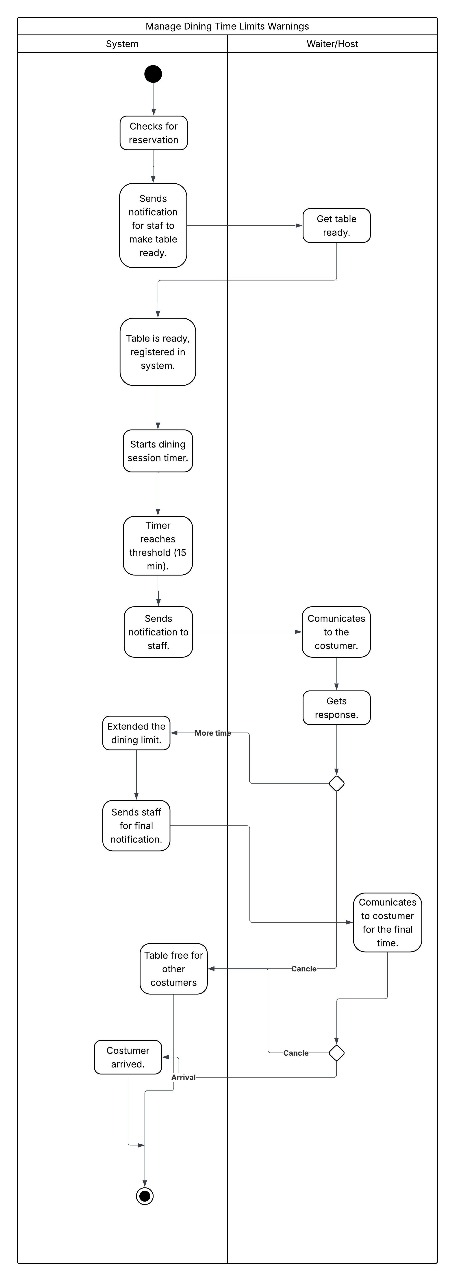 Manage Dining Time Limits Warnings
System
Waiter/Host
Checks for
reservation
Sends
notification
for staf to
make table
ready.
Get table
ready.
Table is ready,
registered in
system.
Starts dining
session timer.
Timer
reaches
threshold (15
min).
Sends
notification to
staff.
Comunicates
to the
costumer.
Gets
response.
Extended the
dining limit.
More time
Sends staff
for final
notification.
Comunicates
to costumer
for the final
time.
Table free for
other
costumers
Cancle
Costumer
arrived.
Cancle
Arrival